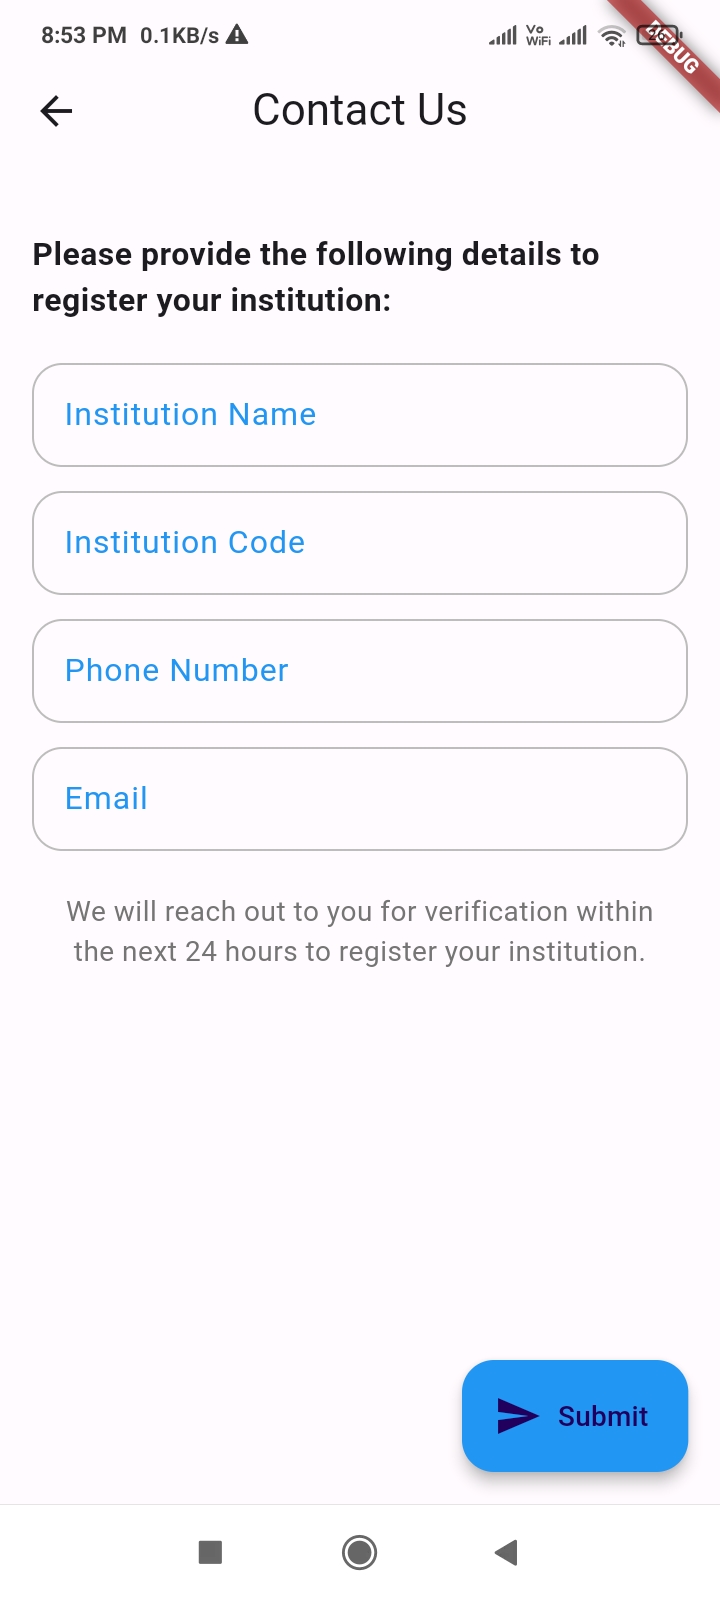 8:53 PM 0.1KB/s
Vo
WiFi
26
DEBUG
Contact Us
Please provide the following details to
register your institution:
Institution Name
Institution Code
Phone Number
Email
We will reach out to you for verification within
the next 24 hours to register your institution.
Submit